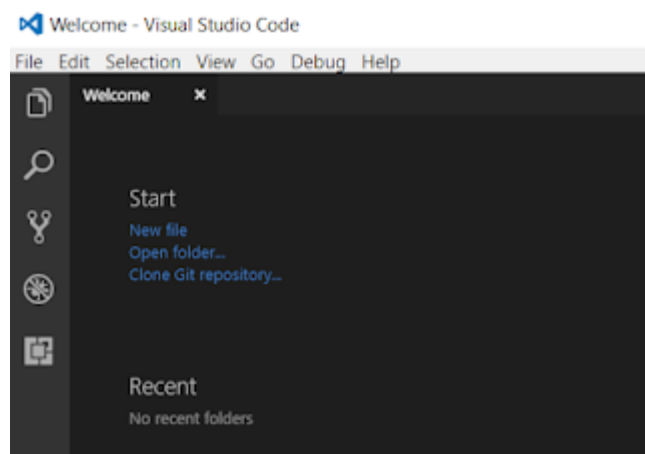 Welcome - Visual Studio Code
File Edit Selection View Go Debug Help
Welcome ×
Start
New file
Open folder...
Clone Git repository...
Recent
No recent folders